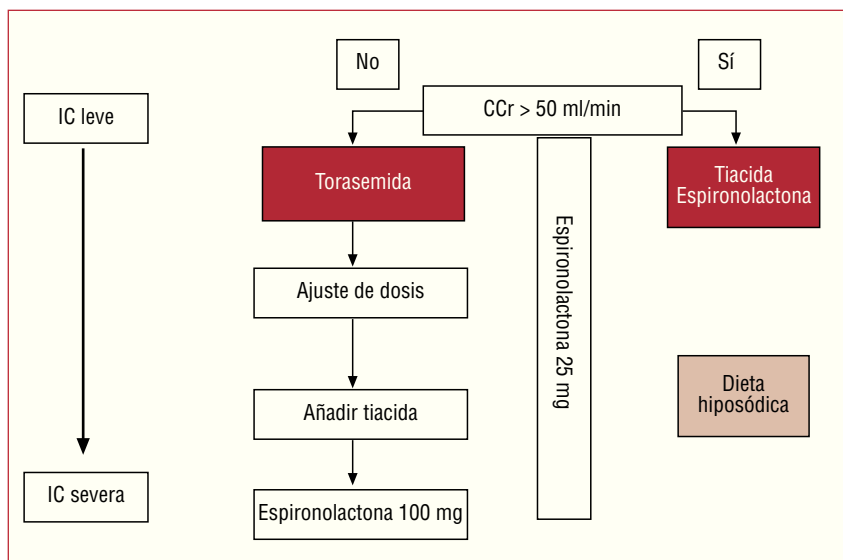 No
Sí
IC leve
CCr > 50 ml/min
Torasemida
Tiacida
Espironolactona
Ajuste de dosis
Espironolactona 25 mg
Añadir tiacida
Dieta
hiposódica
IC severa
Espironolactona 100 mg